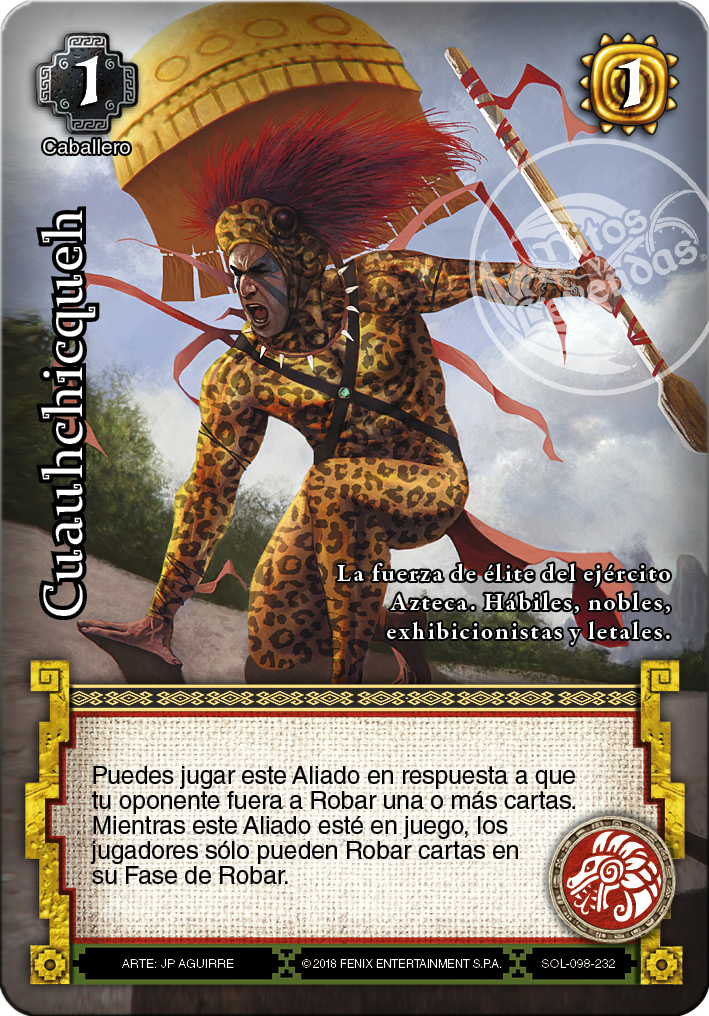 1
1
Caballero
Mitos
Leyendas
Cuauhchicqueh
La fuerza de élite del ejército
Azteca. Hábiles, nobles,
exhibicionistas y letales.
Puedes jugar este Aliado en respuesta a que
tu oponente fuera a Robar una o más cartas.
Mientras este Aliado esté en juego, los
jugadores sólo pueden Robar cartas en
su Fase de Robar.
ARTE: JP AGUIRRE
©2018 FENIX ENTERTAINMENT S.P.A.
SOL-098-232